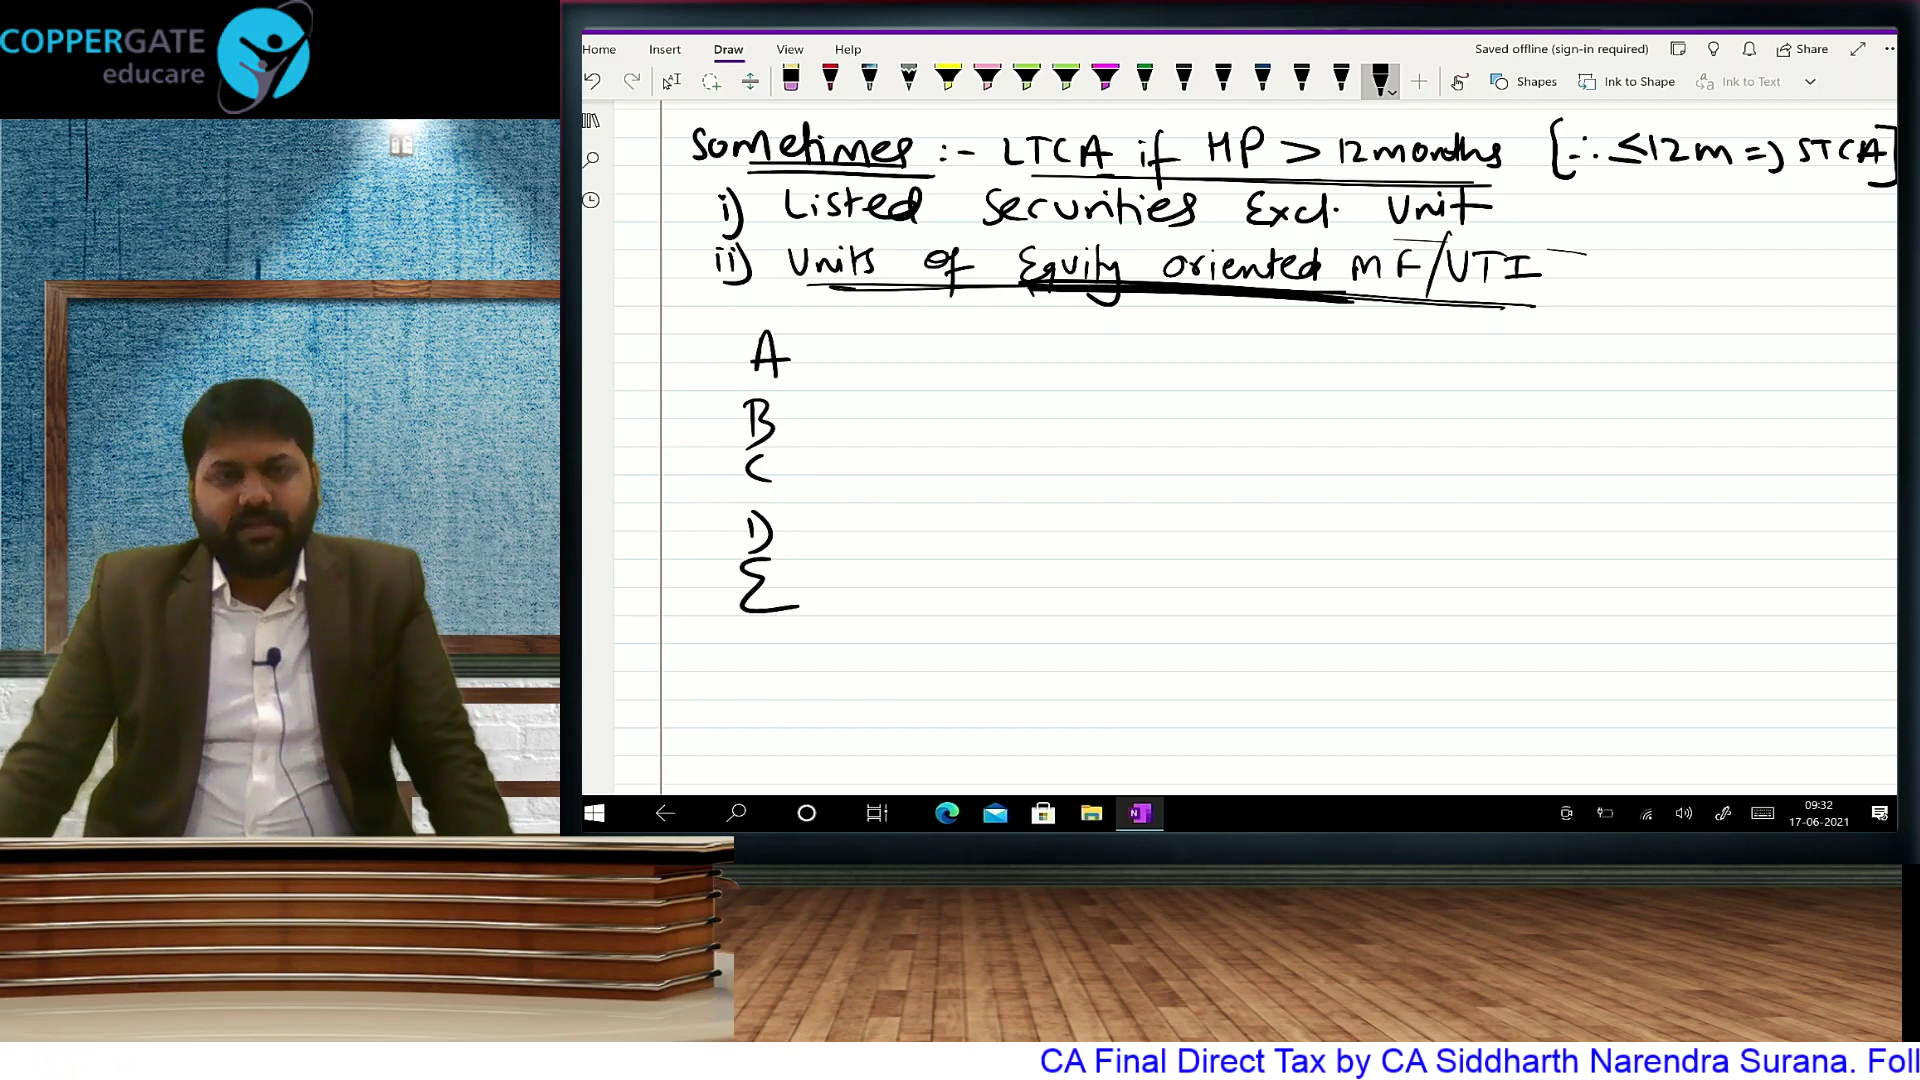 COPPERGATE
educare
Home Insert Draw View Help Saved offline (sign-in required) Share
Shapes Ink to Shape Ink to Text
Sometimes :- LTCA if HP > 12 months [∴ ≤12m => STCA]
i) Listed Securities Excl. Unit
ii) Units of Equity oriented MF/UTI
A
B
C
D
E
09:32
17-06-2021
CA Final Direct Tax by CA Siddharth Narendra Surana. Foll